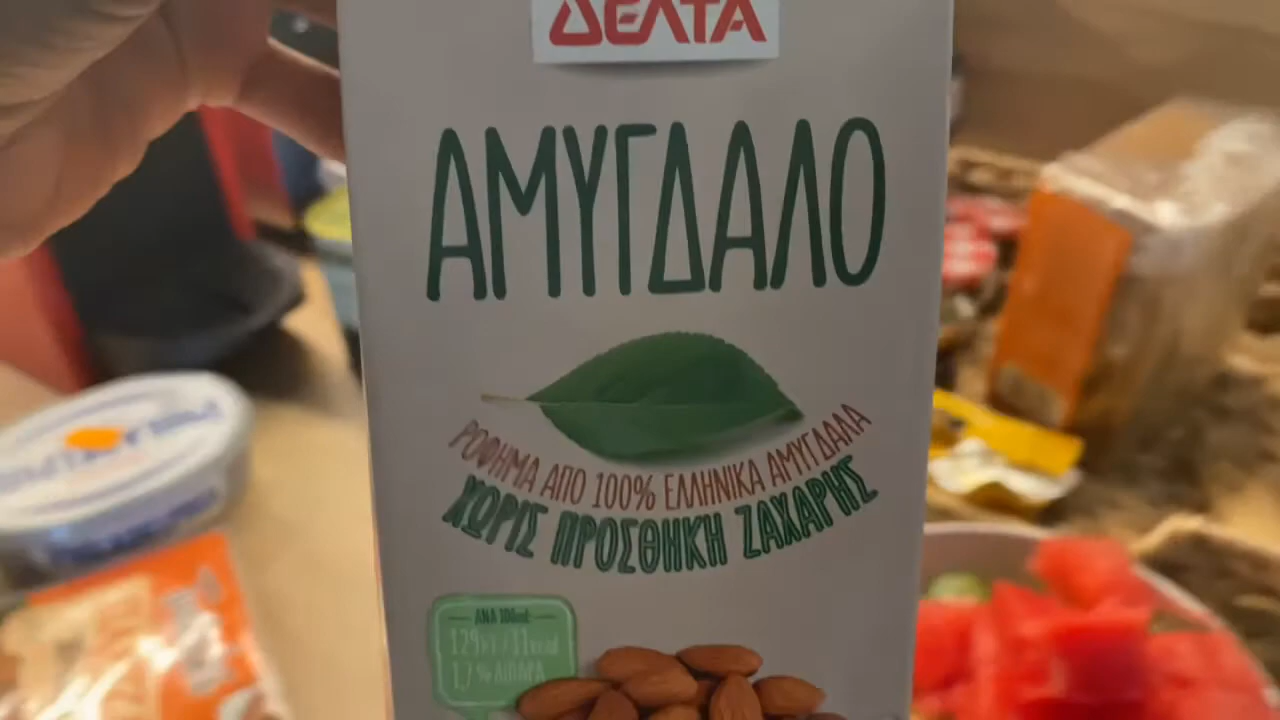 ΔΕΛΤΑ
ΑΜΥΓΔΑΛΟ
ΡΟΦΗΜΑ ΑΠΟ 100% ΕΛΛΗΝΙΚΑ ΑΜΥΓΔΑΛΑ
ΧΩΡΙΣ ΠΡΟΣΘΗΚΗ ΖΑΧΑΡΗΣ
ΑΝΑ 100ml
129kJ/31kcal
1,7% ΛΙΠΑΡΑ